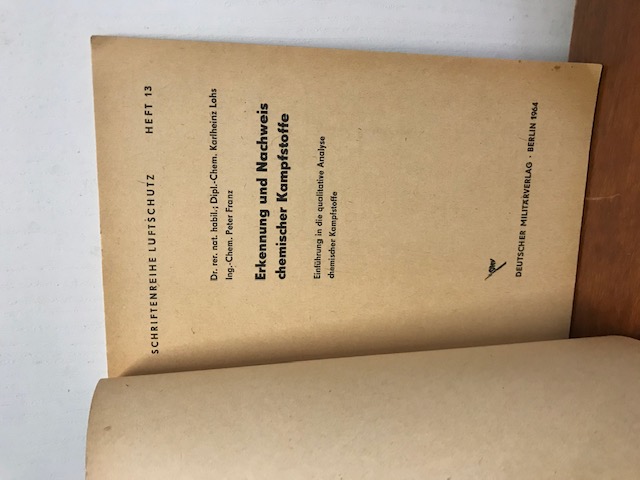 SCHRIFTENREIHE LUFTSCHUTZ HEFT 13
Dr. rer. nat. habil.; Dipl.-Chem. Karlheinz Lohs
Ing.-Chem. Peter Franz
Erkennung und Nachweis
chemischer Kampfstoffe
Einführung in die qualitative Analyse
chemischer Kampfstoffe
DEUTSCHER MILITÄRVERLAG · BERLIN 1964